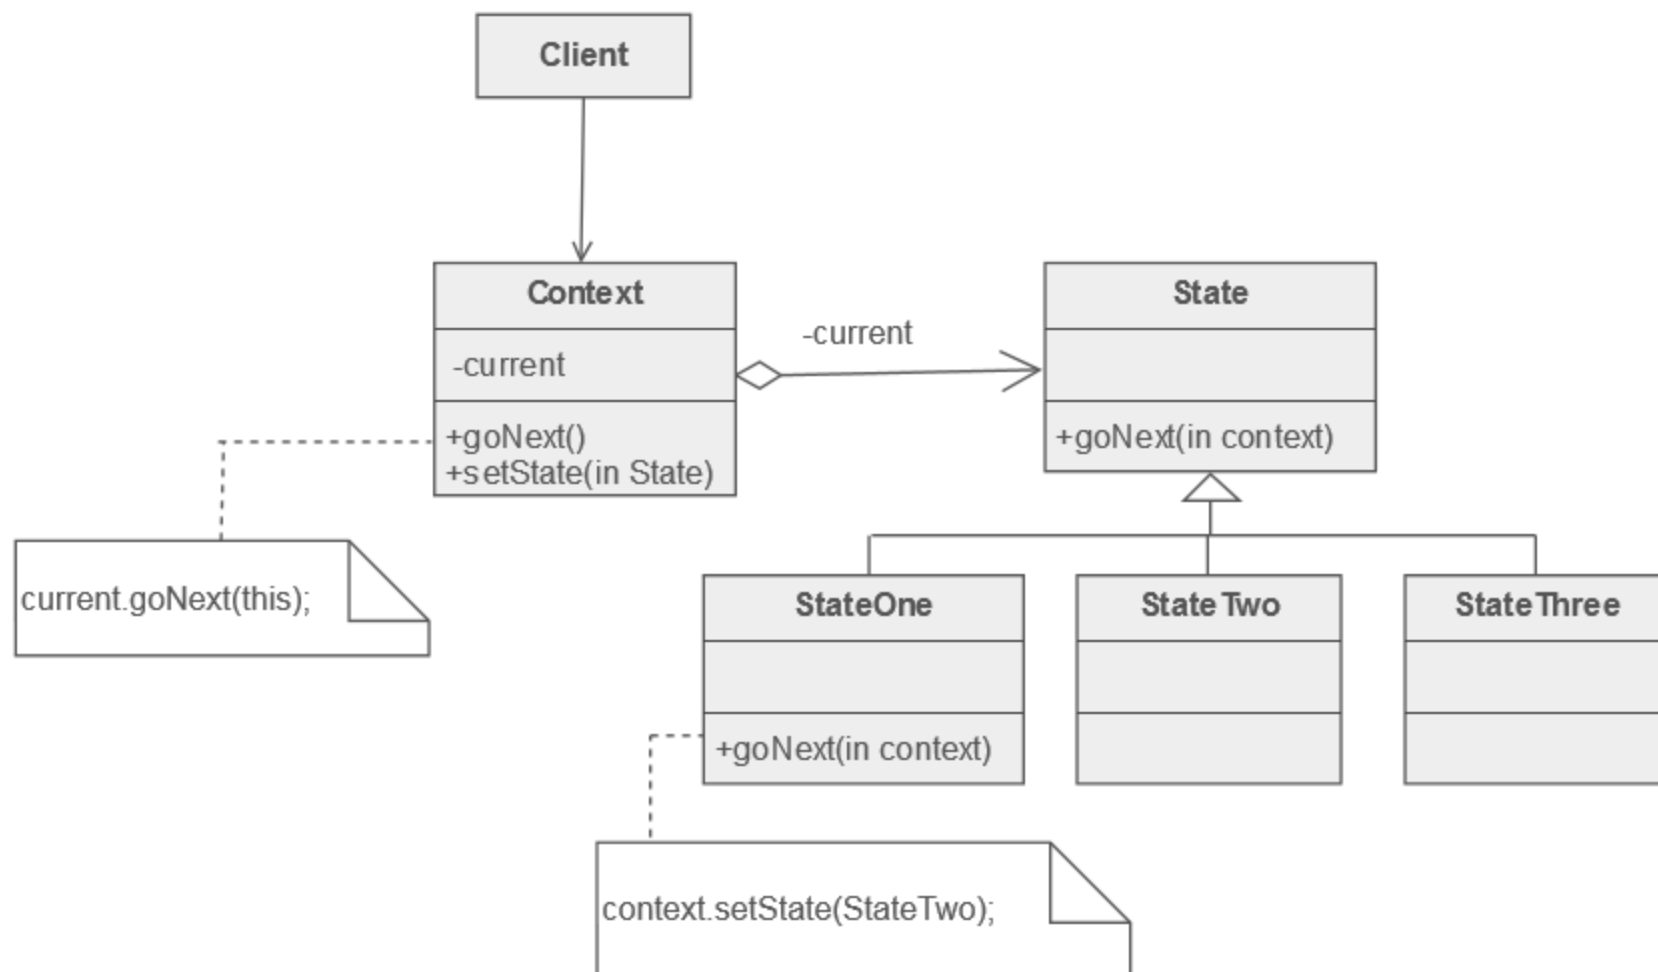 Client
Context
-current
+goNext()
+setState(in State)
-current
State
+goNext(in context)
current.goNext(this);
StateOne
+goNext(in context)
StateTwo
StateThree
context.setState(StateTwo);